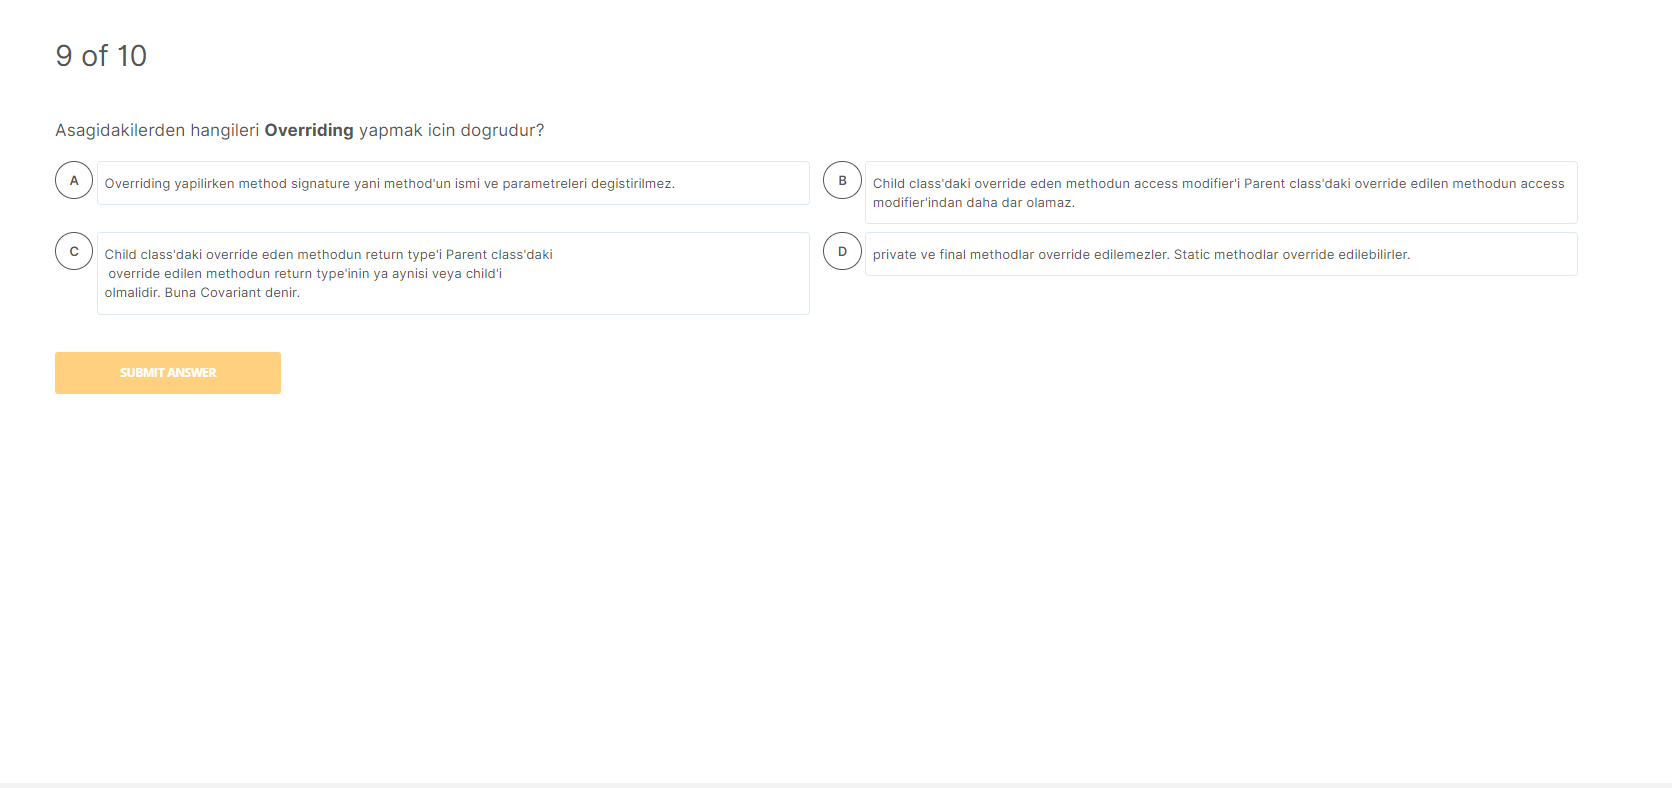 9 of 10
Asagidakilerden hangileri Overriding yapmak icin dogrudur?
A
Overriding yapilirken method signature yani method'un ismi ve parametreleri degistirilmez.
B
Child class'daki override eden methodun access modifier'i Parent class'daki override edilen methodun access
modifier'indan daha dar olamaz.
C
Child class'daki override eden methodun return type'i Parent class'daki
override edilen methodun return type'inin ya aynisi veya child'i
olmalidir. Buna Covariant denir.
D
private ve final methodlar override edilemezler. Static methodlar override edilebilirler.
SUBMIT ANSWER